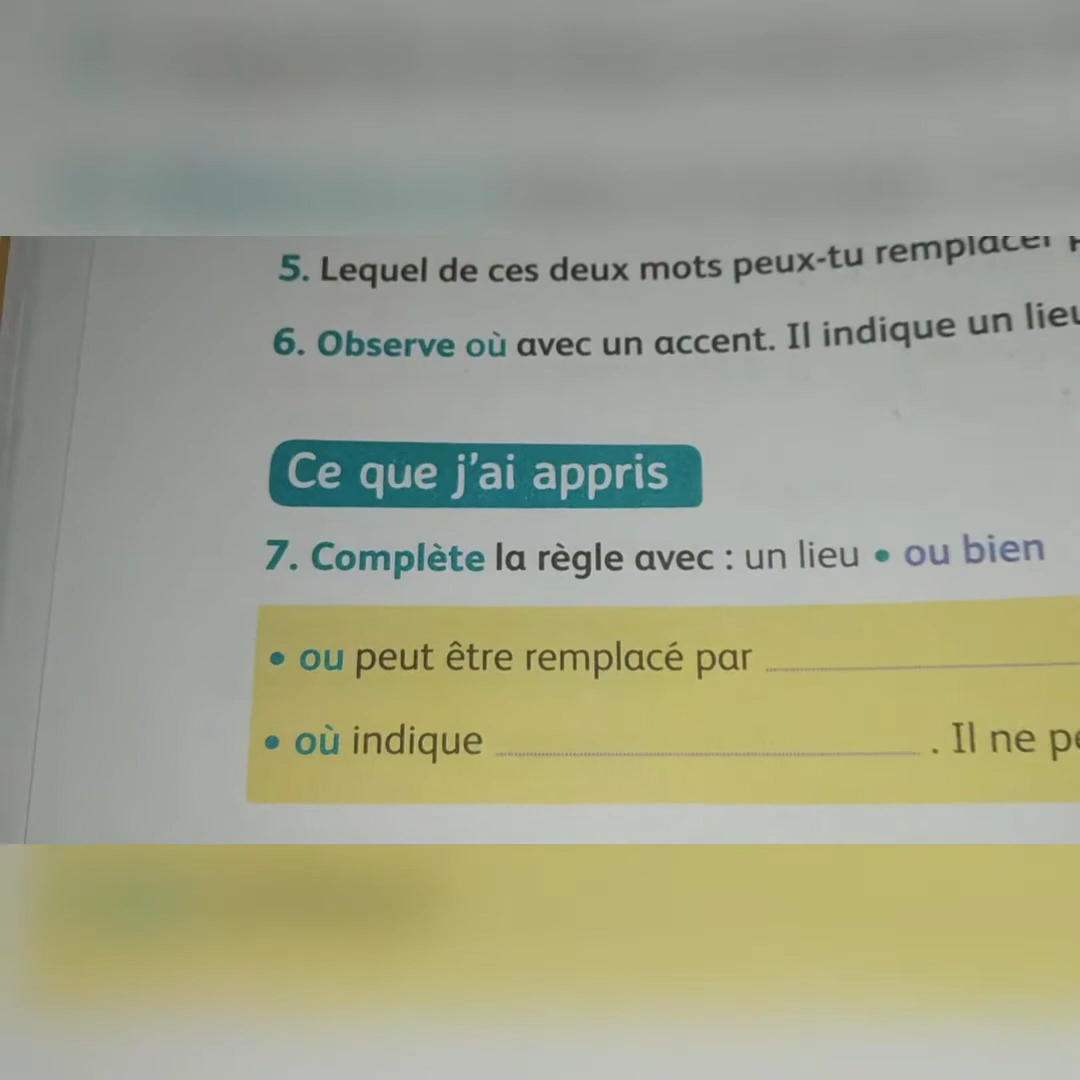 5. Lequel de ces deux mots peux-tu remplacer
6. Observe où avec un accent. Il indique un lieu
Ce que j'ai appris
7. Complète la règle avec : un lieu • ou bien
• ou peut être remplacé par
• où indique . Il ne